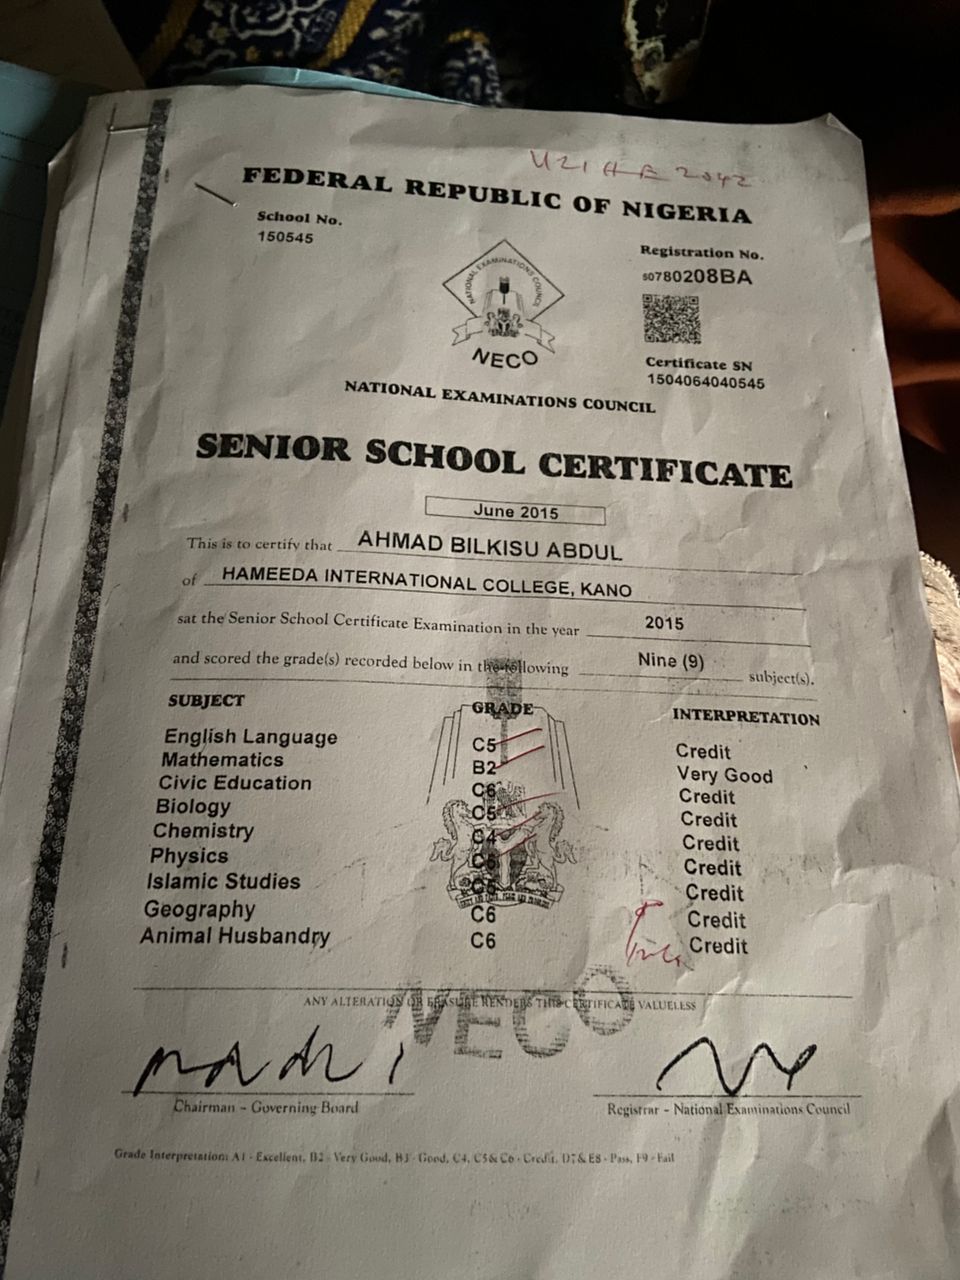 U21HE2042
FEDERAL REPUBLIC OF NIGERIA
School No.
150545
Registration No.
50780208BA
NATIONAL EXAMINATIONS COUNCIL
NECO
Certificate SN
1504064040545
NATIONAL EXAMINATIONS COUNCIL
SENIOR SCHOOL CERTIFICATE
June 2015
This is to certify that AHMAD BILKISU ABDUL
of HAMEEDA INTERNATIONAL COLLEGE, KANO
sat the Senior School Certificate Examination in the year 2015
and scored the grade(s) recorded below in the following Nine (9) subject(s).
SUBJECT GRADE INTERPRETATION
English Language C5 Credit
Mathematics B2 Very Good
Civic Education C6 Credit
Biology C5 Credit
Chemistry C4 Credit
Physics C6 Credit
Islamic Studies Credit
Geography C6 Credit
Animal Husbandry C6 Credit
ANY ALTERATION OR ERASURE RENDERS THIS CERTIFICATE VALUELESS
NECO
Chairman - Governing Board
Registrar - National Examinations Council
Grade Interpretation: A1 - Excellent, B2 - Very Good, B3 - Good, C4, C5 & C6 - Credit, D7 & E8 - Pass, F9 - Fail